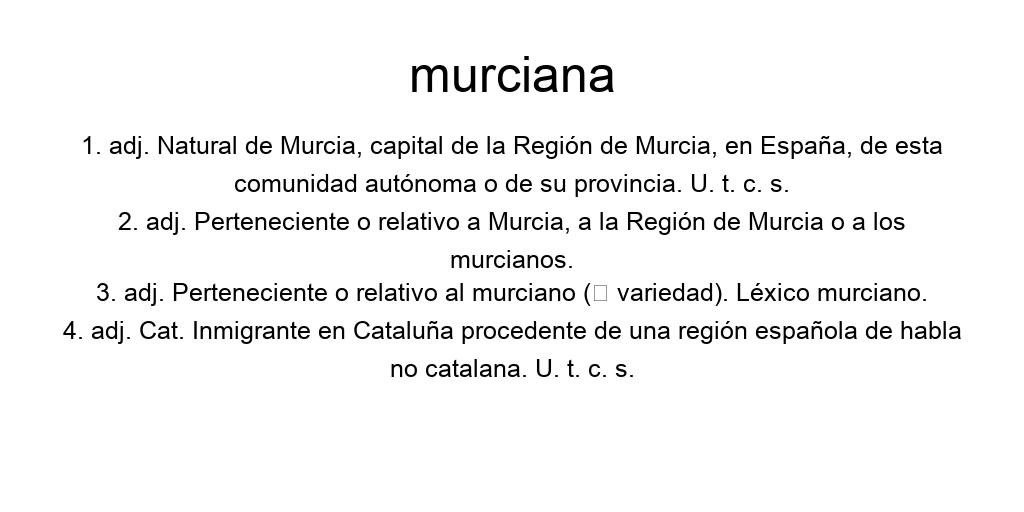 murciana
1. adj. Natural de Murcia, capital de la Región de Murcia, en España, de esta
comunidad autónoma o de su provincia. U. t. c. s.
2. adj. Perteneciente o relativo a Murcia, a la Región de Murcia o a los
murcianos.
3. adj. Perteneciente o relativo al murciano (▯ variedad). Léxico murciano.
4. adj. Cat. Inmigrante en Cataluña procedente de una región española de habla
no catalana. U. t. c. s.